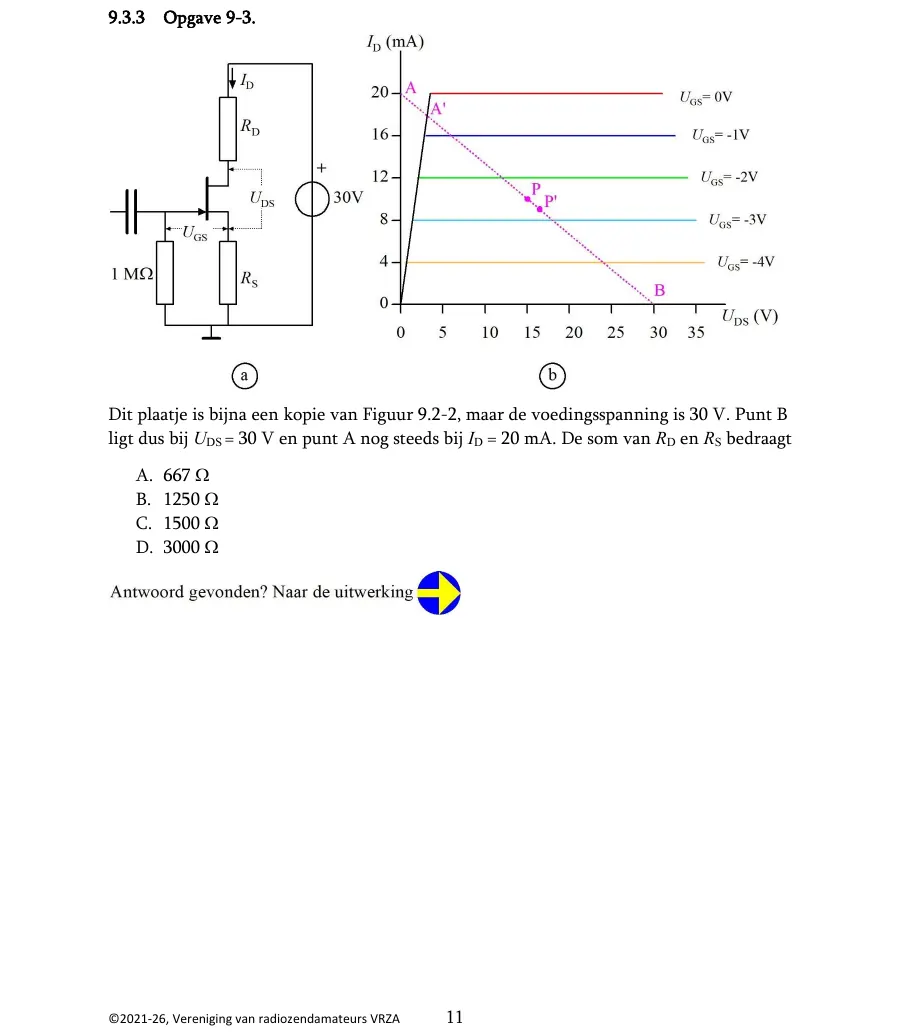 9.3.3 Opgave 9-3.
I_D (mA)
I_D
R_D
+
30V
U_DS
U_GS
1 MΩ
R_S
a
20
16
12
8
4
0
A
A'
P
P'
B
U_GS= 0V
U_GS= -1V
U_GS= -2V
U_GS= -3V
U_GS= -4V
U_DS (V)
0 5 10 15 20 25 30 35
b
Dit plaatje is bijna een kopie van Figuur 9.2-2, maar de voedingsspanning is 30 V. Punt B
ligt dus bij U_DS = 30 V en punt A nog steeds bij I_D = 20 mA. De som van R_D en R_S bedraagt
A. 667 Ω
B. 1250 Ω
C. 1500 Ω
D. 3000 Ω
Antwoord gevonden? Naar de uitwerking
©2021-26, Vereniging van radiozendamateurs VRZA 11